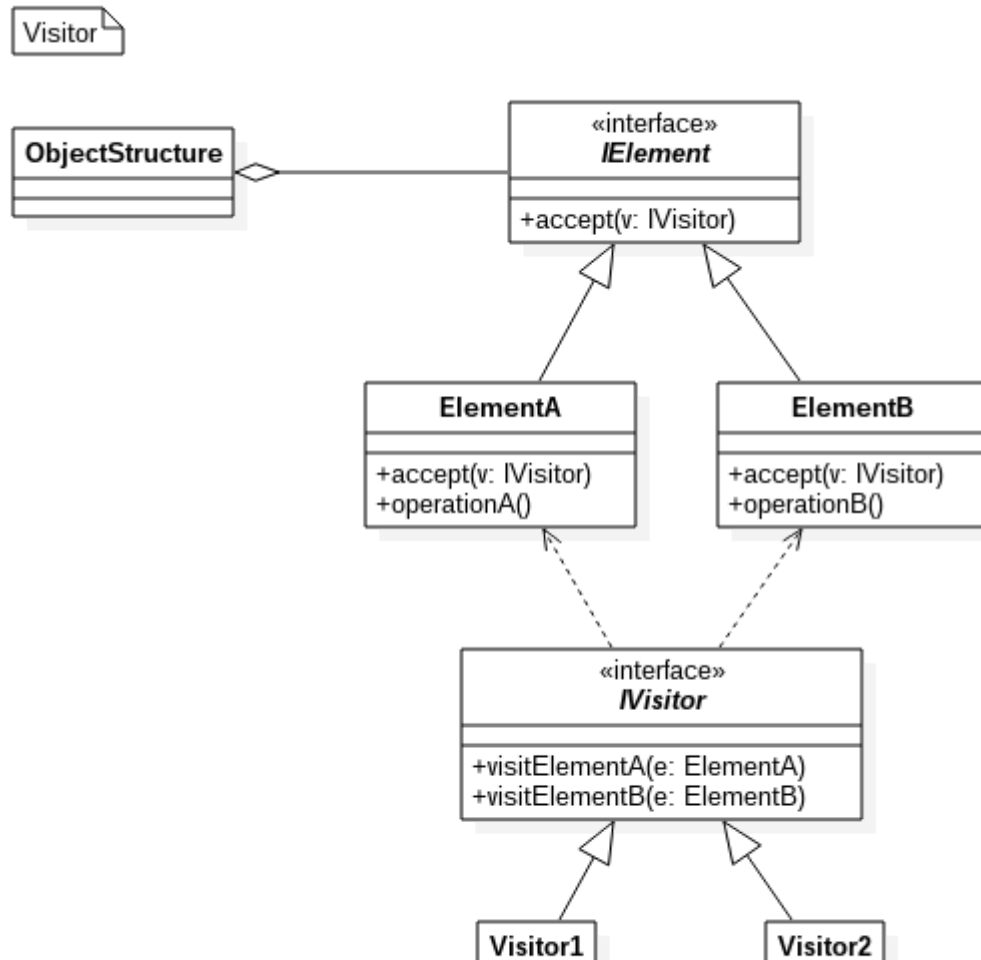 Visitor
ObjectStructure
«interface»
IElement
+accept(v: IVisitor)
ElementA
+accept(v: IVisitor)
+operationA()
ElementB
+accept(v: IVisitor)
+operationB()
«interface»
IVisitor
+visitElementA(e: ElementA)
+visitElementB(e: ElementB)
Visitor1
Visitor2